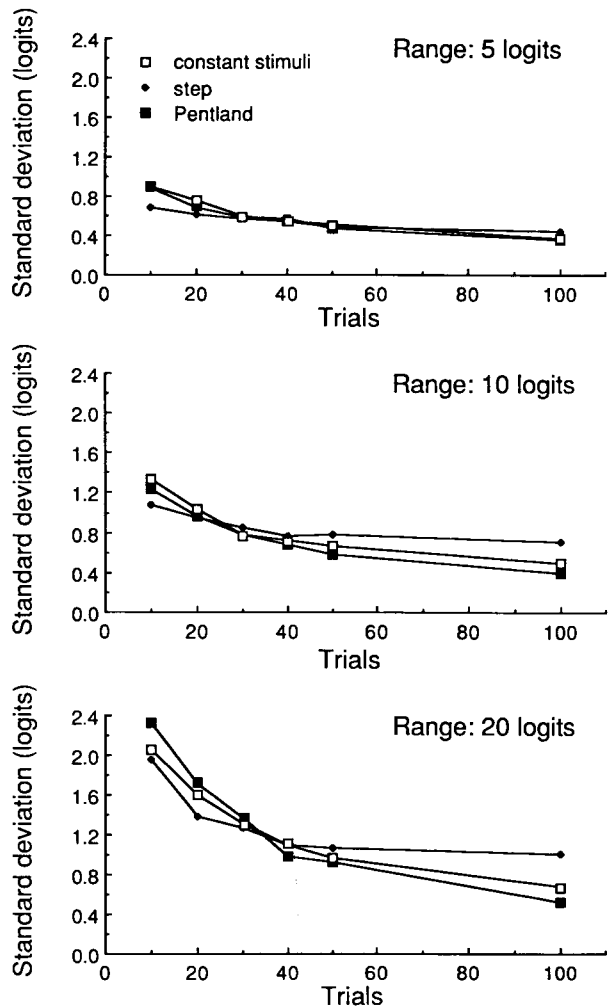 Range: 5 logits
constant stimuli
step
Pentland
Standard deviation (logits)
2.4
2.0
1.6
1.2
0.8
0.4
0.0
0 20 40 60 80 100
Trials
Range: 10 logits
Standard deviation (logits)
2.4
2.0
1.6
1.2
0.8
0.4
0.0
0 20 40 60 80 100
Trials
Range: 20 logits
Standard deviation (logits)
2.4
2.0
1.6
1.2
0.8
0.4
0.0
0 20 40 60 80 100
Trials